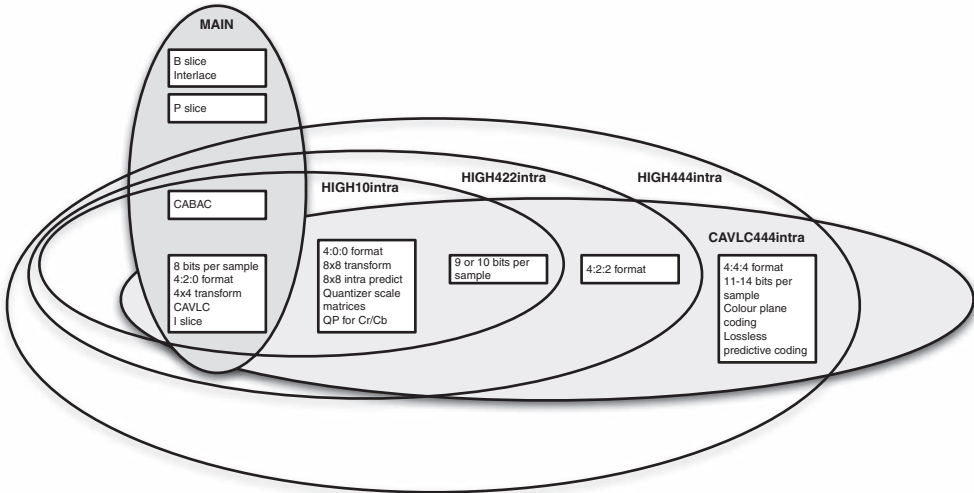 MAIN
B slice
Interlace
P slice
HIGH10intra
HIGH422intra
HIGH444intra
CABAC
CAVLC444intra
8 bits per sample
4:2:0 format
4x4 transform
CAVLC
I slice
4:0:0 format
8x8 transform
8x8 intra predict
Quantizer scale
matrices
QP for Cr/Cb
9 or 10 bits per
sample
4:2:2 format
4:4:4 format
11-14 bits per
sample
Colour plane
coding
Lossless
predictive coding